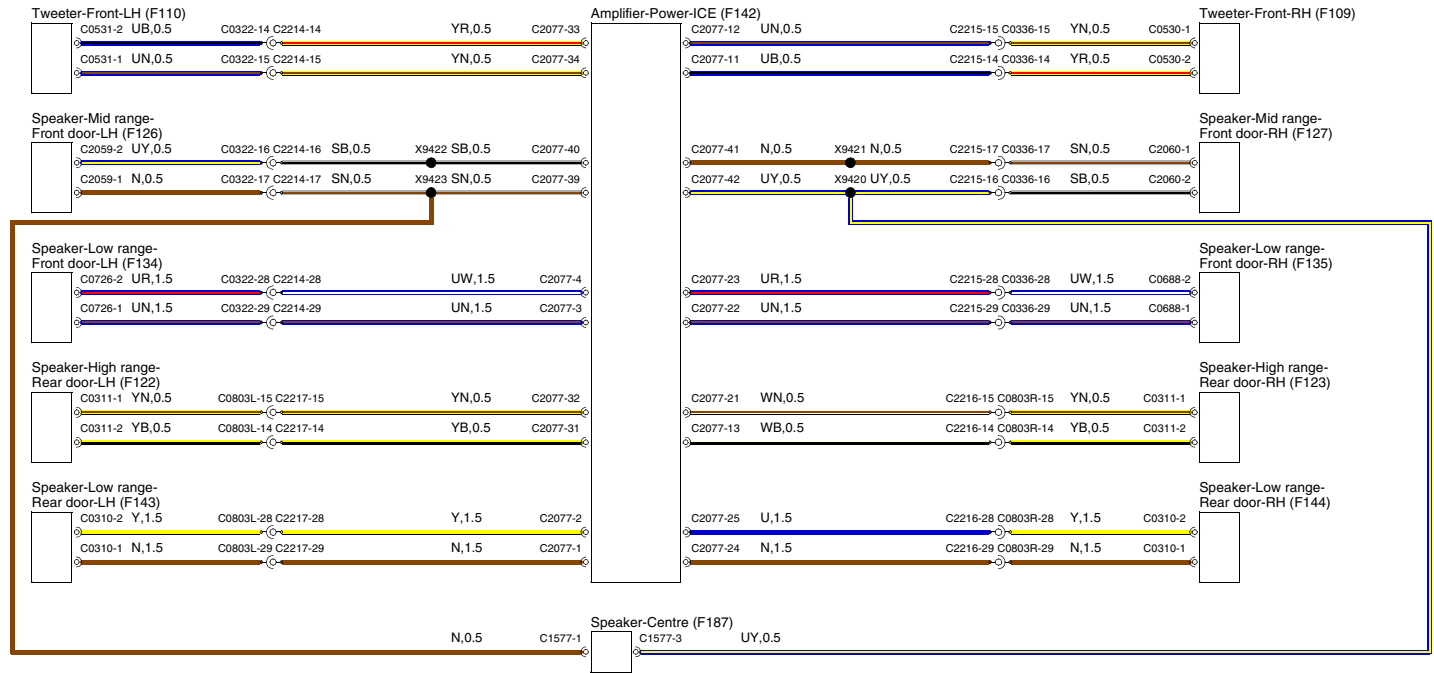 Tweeter-Front-LH (F110)
Amplifier-Power-ICE (F142)
Tweeter-Front-RH (F109)
C0531-2 UB,0.5 C0322-14 C2214-14 YR,0.5 C2077-33
C2077-12 UN,0.5 C2215-15 C0336-15 YN,0.5 C0530-1
C0531-1 UN,0.5 C0322-15 C2214-15 YN,0.5 C2077-34
C2077-11 UB,0.5 C2215-14 C0336-14 YR,0.5 C0530-2
Speaker-Mid range-
Front door-LH (F126)
Speaker-Mid range-
Front door-RH (F127)
C2059-2 UY,0.5 C0322-16 C2214-16 SB,0.5 X9422 SB,0.5 C2077-40
C2077-41 N,0.5 X9421 N,0.5 C2215-17 C0336-17 SN,0.5 C2060-1
C2059-1 N,0.5 C0322-17 C2214-17 SN,0.5 X9423 SN,0.5 C2077-39
C2077-42 UY,0.5 X9420 UY,0.5 C2215-16 C0336-16 SB,0.5 C2060-2
Speaker-Low range-
Front door-LH (F134)
Speaker-Low range-
Front door-RH (F135)
C0726-2 UR,1.5 C0322-28 C2214-28 UW,1.5 C2077-4
C2077-23 UR,1.5 C2215-28 C0336-28 UW,1.5 C0688-2
C0726-1 UN,1.5 C0322-29 C2214-29 UN,1.5 C2077-3
C2077-22 UN,1.5 C2215-29 C0336-29 UN,1.5 C0688-1
Speaker-High range-
Rear door-LH (F122)
Speaker-High range-
Rear door-RH (F123)
C0311-1 YN,0.5 C0803L-15 C2217-15 YN,0.5 C2077-32
C2077-21 WN,0.5 C2216-15 C0803R-15 YN,0.5 C0311-1
C0311-2 YB,0.5 C0803L-14 C2217-14 YB,0.5 C2077-31
C2077-13 WB,0.5 C2216-14 C0803R-14 YB,0.5 C0311-2
Speaker-Low range-
Rear door-LH (F143)
Speaker-Low range-
Rear door-RH (F144)
C0310-2 Y,1.5 C0803L-28 C2217-28 Y,1.5 C2077-2
C2077-25 U,1.5 C2216-28 C0803R-28 Y,1.5 C0310-2
C0310-1 N,1.5 C0803L-29 C2217-29 N,1.5 C2077-1
C2077-24 N,1.5 C2216-29 C0803R-29 N,1.5 C0310-1
Speaker-Centre (F187)
N,0.5 C1577-1 C1577-3 UY,0.5